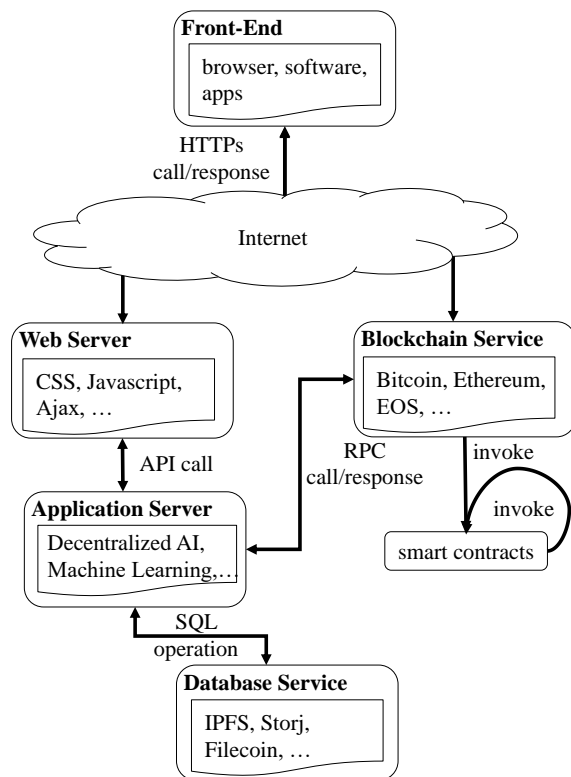 Front-End
browser, software,
apps
HTTPs
call/response
Internet
Web Server
CSS, Javascript,
Ajax, …
Blockchain Service
Bitcoin, Ethereum,
EOS, …
API call
RPC
call/response
invoke
invoke
smart contracts
Application Server
Decentralized AI,
Machine Learning,…
SQL
operation
Database Service
IPFS, Storj,
Filecoin, …